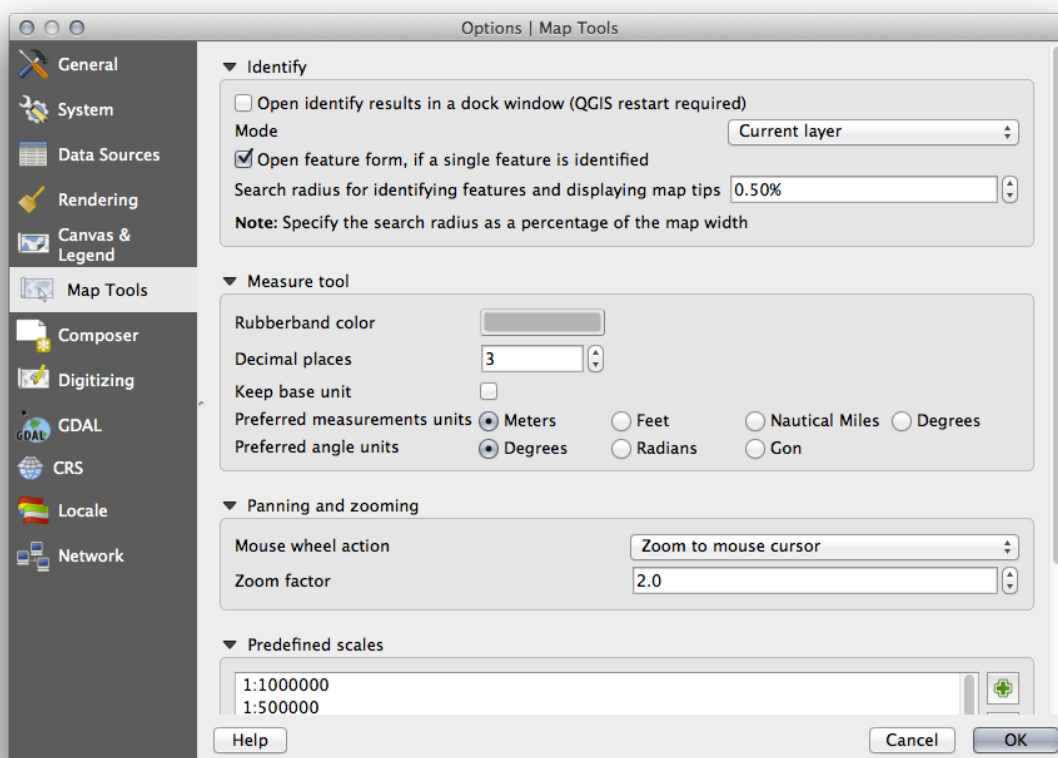 Options | Map Tools
General
System
Data Sources
Rendering
Canvas &
Legend
Map Tools
Composer
Digitizing
GDAL
GDAL
CRS
Locale
Network
Identify
Open identify results in a dock window (QGIS restart required)
Mode Current layer
Open feature form, if a single feature is identified
Search radius for identifying features and displaying map tips 0.50%
Note: Specify the search radius as a percentage of the map width
Measure tool
Rubberband color
Decimal places 3
Keep base unit
Preferred measurements units Meters Feet Nautical Miles Degrees
Preferred angle units Degrees Radians Gon
Panning and zooming
Mouse wheel action Zoom to mouse cursor
Zoom factor 2.0
Predefined scales
1:1000000
1:500000
Help Cancel OK